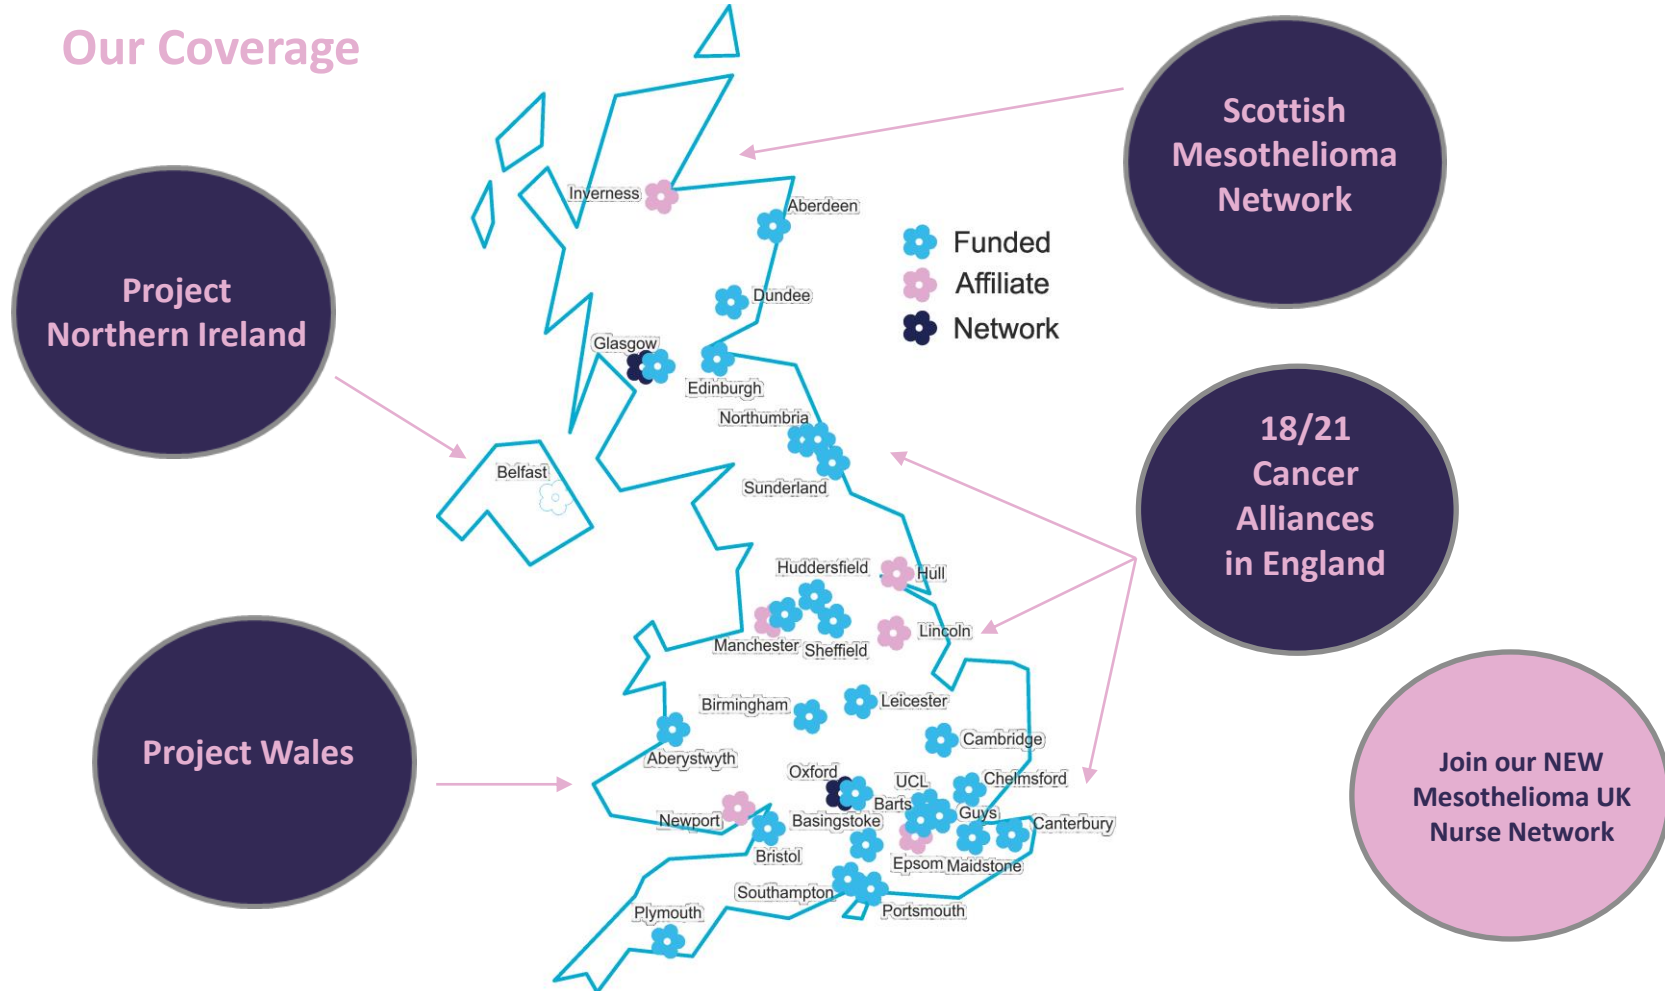 Our Coverage
Scottish
Mesothelioma
Network
Project
Northern Ireland
18/21
Cancer
Alliances
in England
Project Wales
Join our NEW
Mesothelioma UK
Nurse Network
Funded
Affiliate
Network
Inverness
Aberdeen
Dundee
Glasgow
Edinburgh
Northumbria
Sunderland
Belfast
Huddersfield
Hull
Manchester
Sheffield
Lincoln
Birmingham
Leicester
Aberystwyth
Cambridge
Oxford
UCL
Chelmsford
Barts
Newport
Basingstoke
Guys
Canterbury
Bristol
Epsom
Maidstone
Southampton
Portsmouth
Plymouth